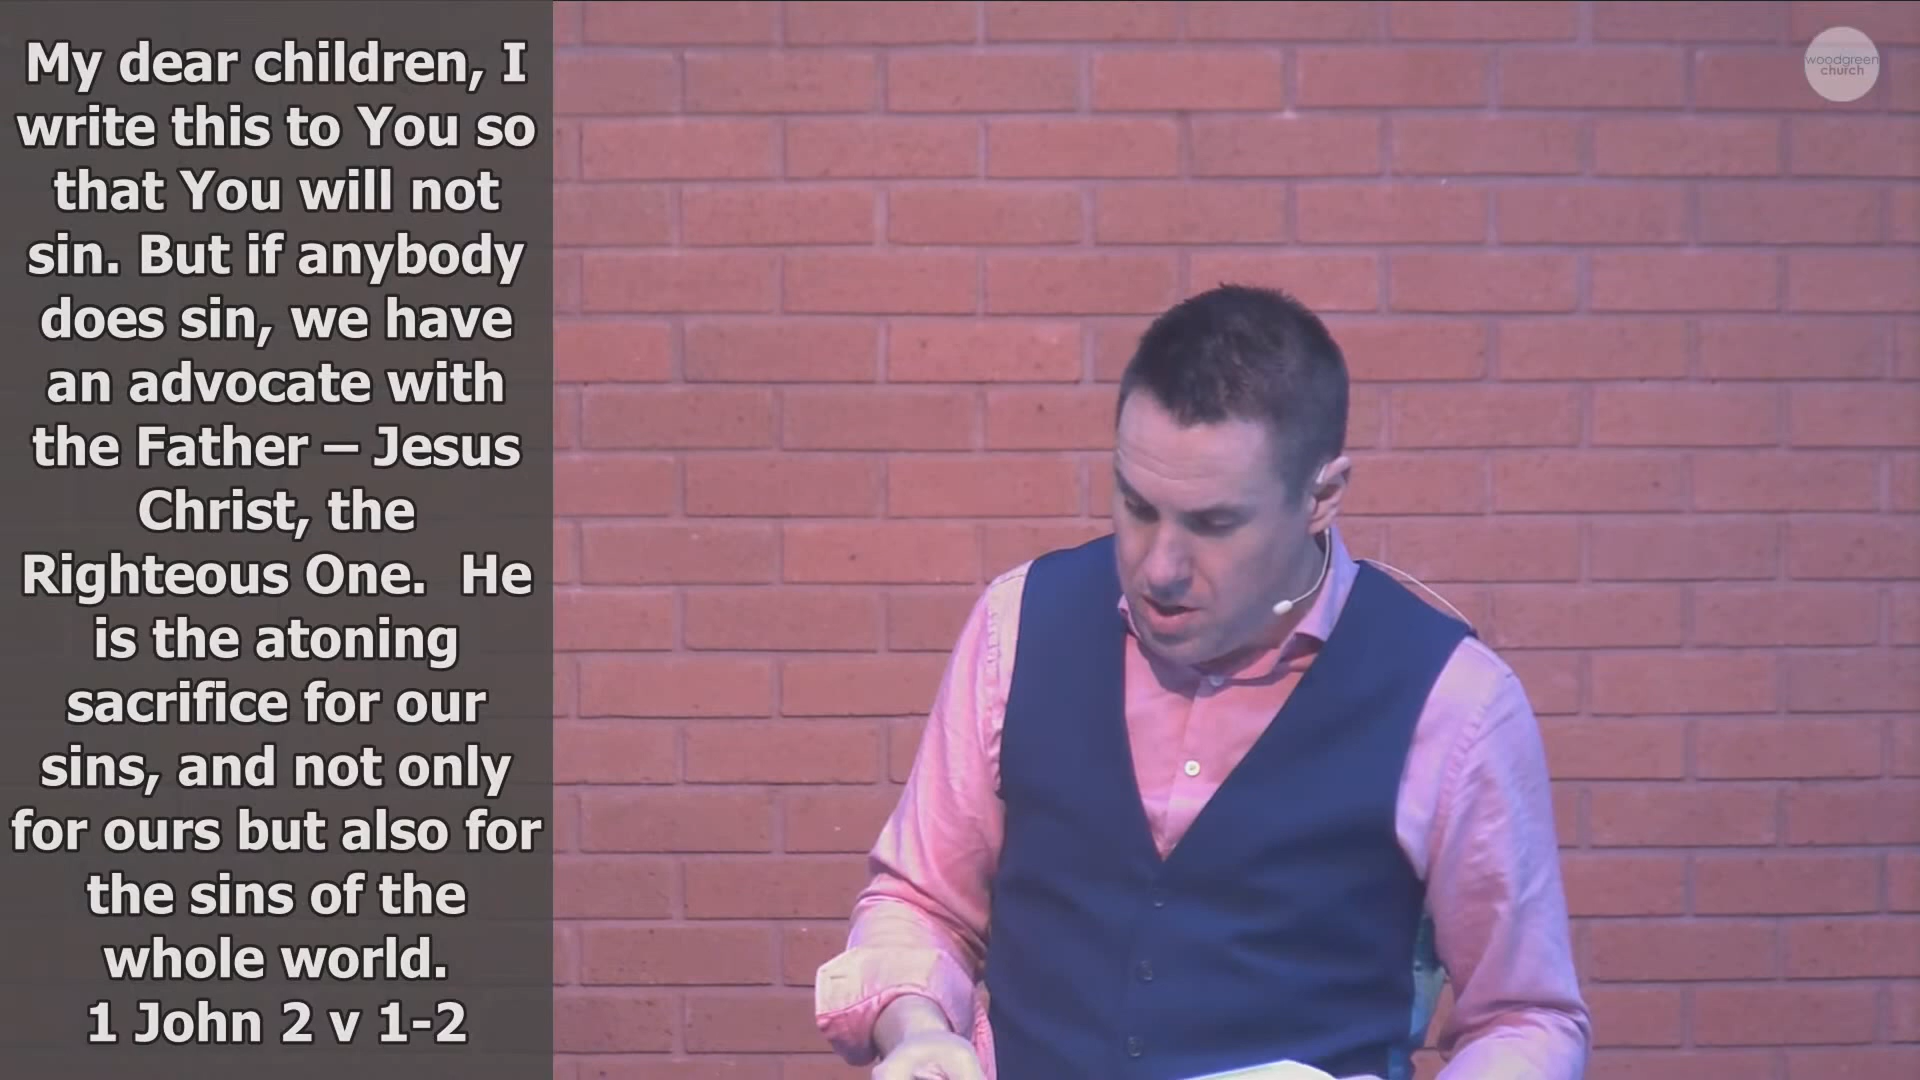 My dear children, I
write this to You so
that You will not
sin. But if anybody
does sin, we have
an advocate with
the Father – Jesus
Christ, the
Righteous One.  He
is the atoning
sacrifice for our
sins, and not only
for ours but also for
the sins of the
whole world.
1 John 2 v 1-2
woodgreen
church